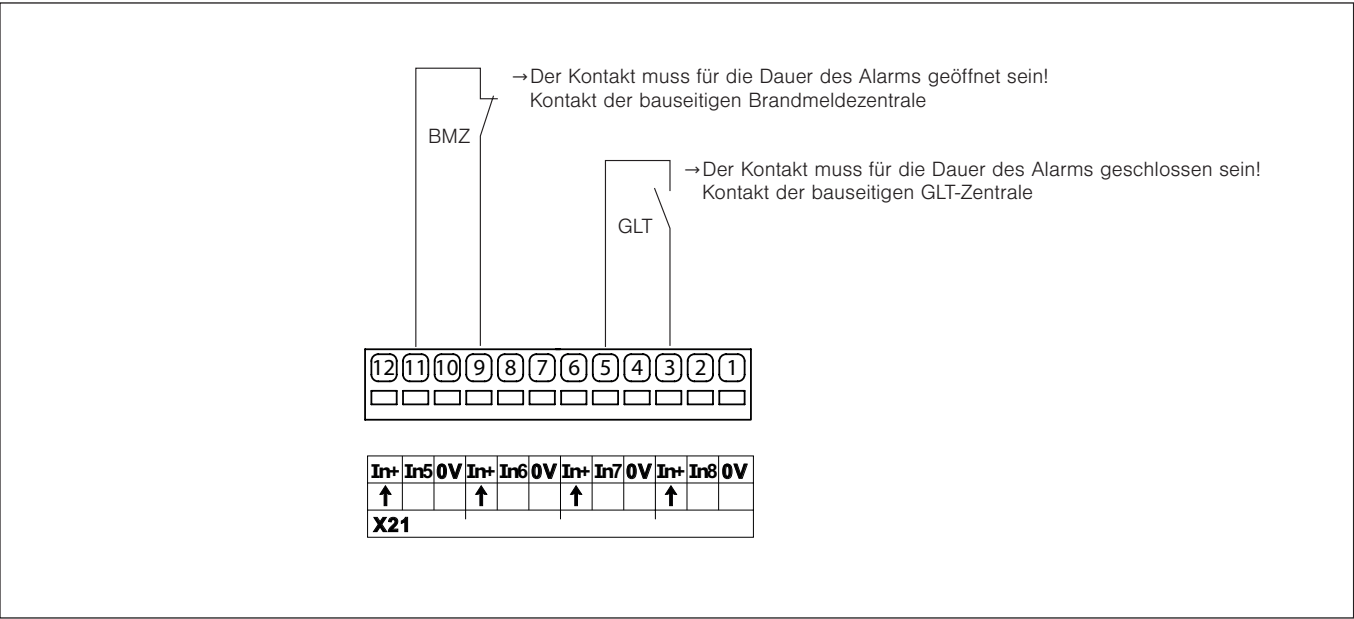 →Der Kontakt muss für die Dauer des Alarms geöffnet sein!
Kontakt der bauseitigen Brandmeldezentrale
BMZ
→Der Kontakt muss für die Dauer des Alarms geschlossen sein!
Kontakt der bauseitigen GLT-Zentrale
GLT
12 11 10 9 8 7 6 5 4 3 2 1
In+ In5 0V In+ In6 0V In+ In7 0V In+ In8 0V
X21